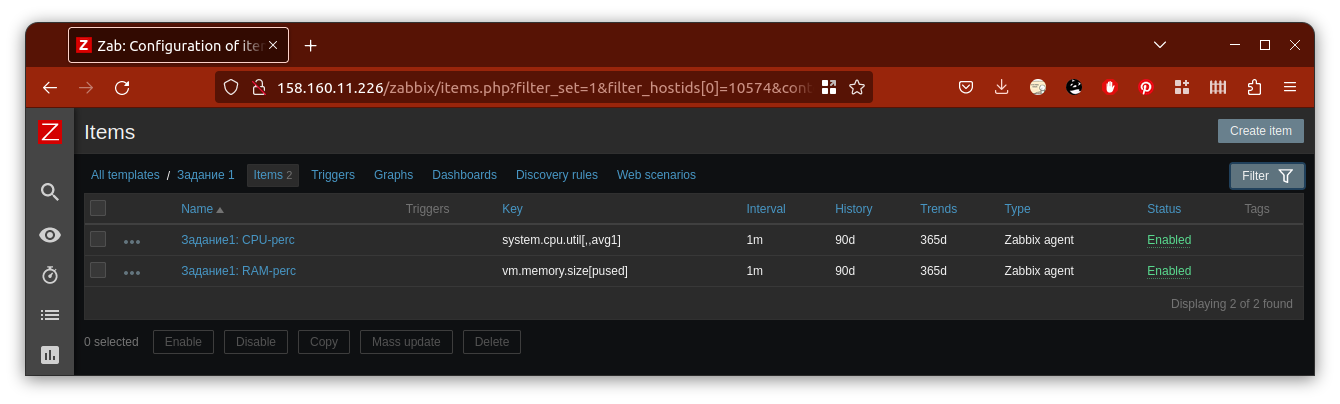 Z Zab: Configuration of iter
158.160.11.226/zabbix/items.php?filter_set=1&filter_hostids[0]=10574&cont
Z Items Create item
All templates / Задание 1 Items 2 Triggers Graphs Dashboards Discovery rules Web scenarios Filter
Name Triggers Key Interval History Trends Type Status Tags
Задание1: CPU-perc system.cpu.util[,,avg1] 1m 90d 365d Zabbix agent Enabled
Задание1: RAM-perc vm.memory.size[pused] 1m 90d 365d Zabbix agent Enabled
Displaying 2 of 2 found
0 selected Enable Disable Copy Mass update Delete